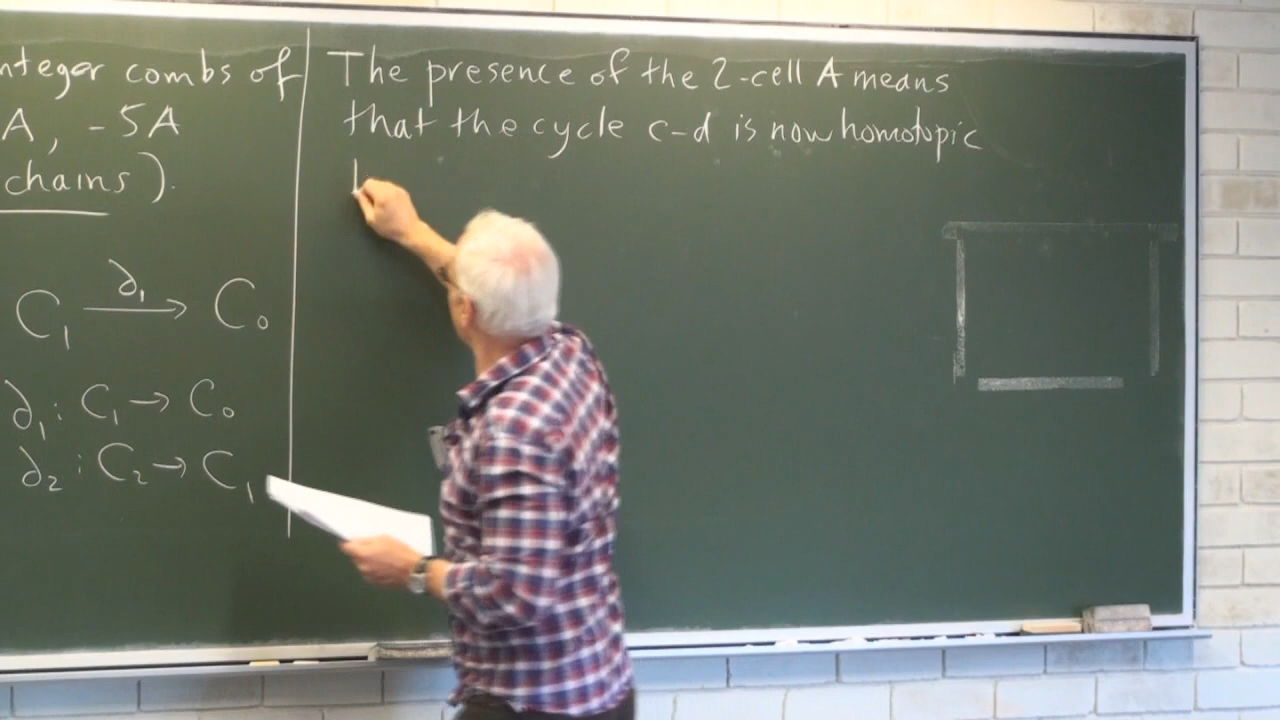 nteger combs of
A, -5A
chains).
C₁ ∂₁→ C₀
∂₁: C₁ → C₀
∂₂: C₂ → C₁
The presence of the 2-cell A means
that the cycle c-d is now homotopic